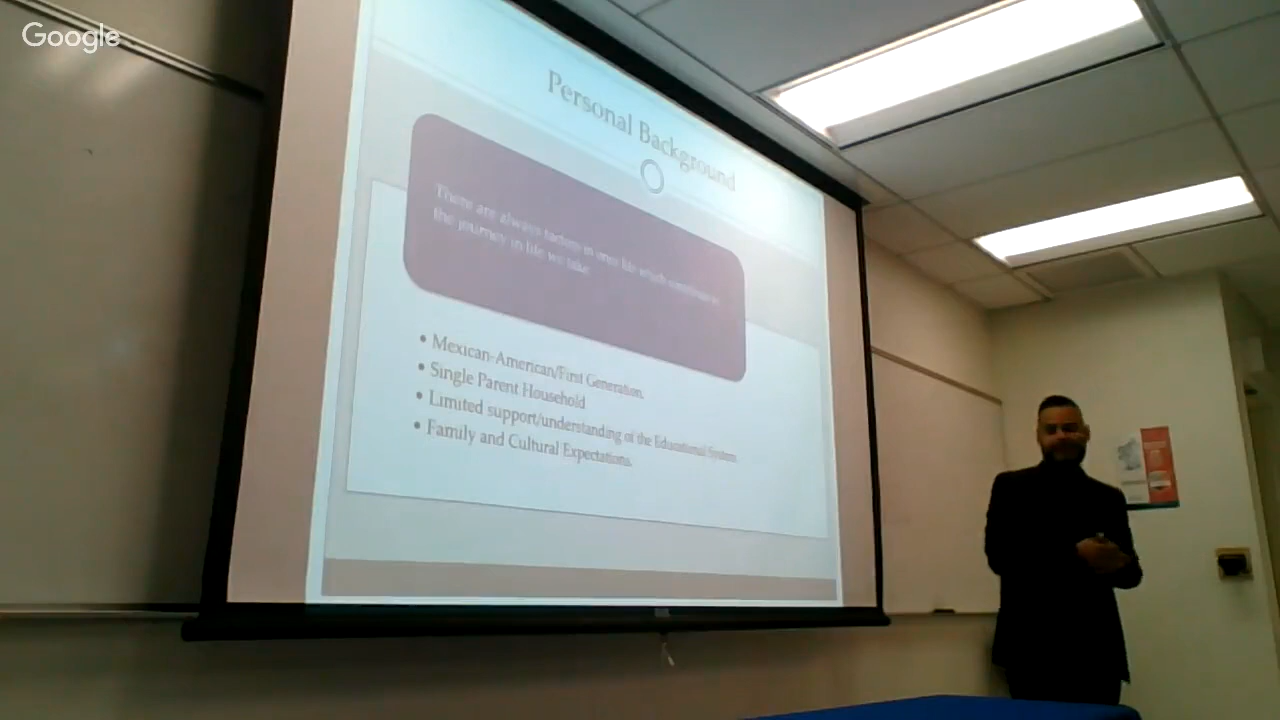 Google
Personal Background
There are always factors in ones life which contribute to
the journey in life we take
• Mexican-American/First Generation.
• Single Parent Household
• Limited support/understanding of the Educational System.
• Family and Cultural Expectations.